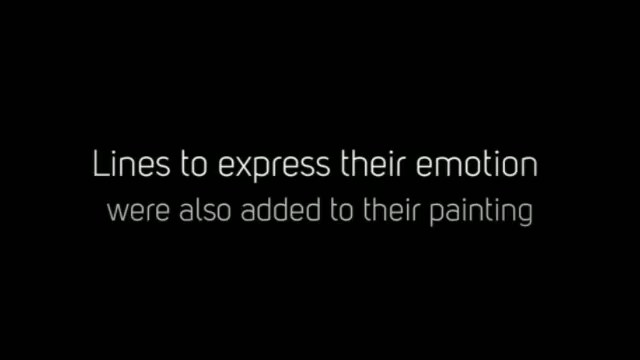 Lines to express their emotion
were also added to their painting